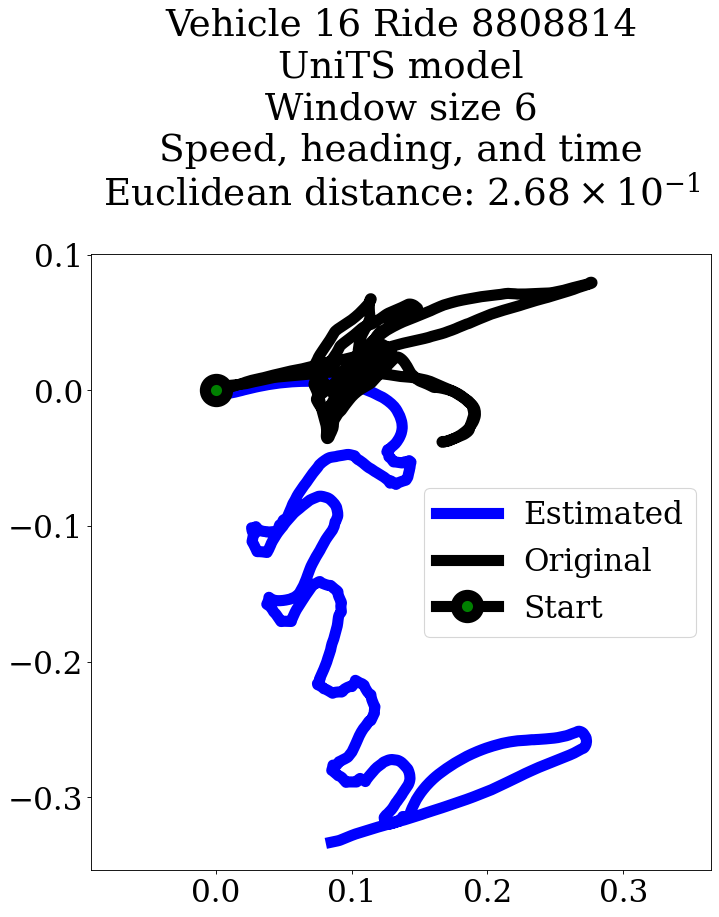 Vehicle 16 Ride 8808814
UniTS model
Window size 6
Speed, heading, and time
Euclidean distance: 2.68 × 10⁻¹
0.1
0.0
−0.1
−0.2
−0.3
Estimated
Original
Start
0.0 0.1 0.2 0.3